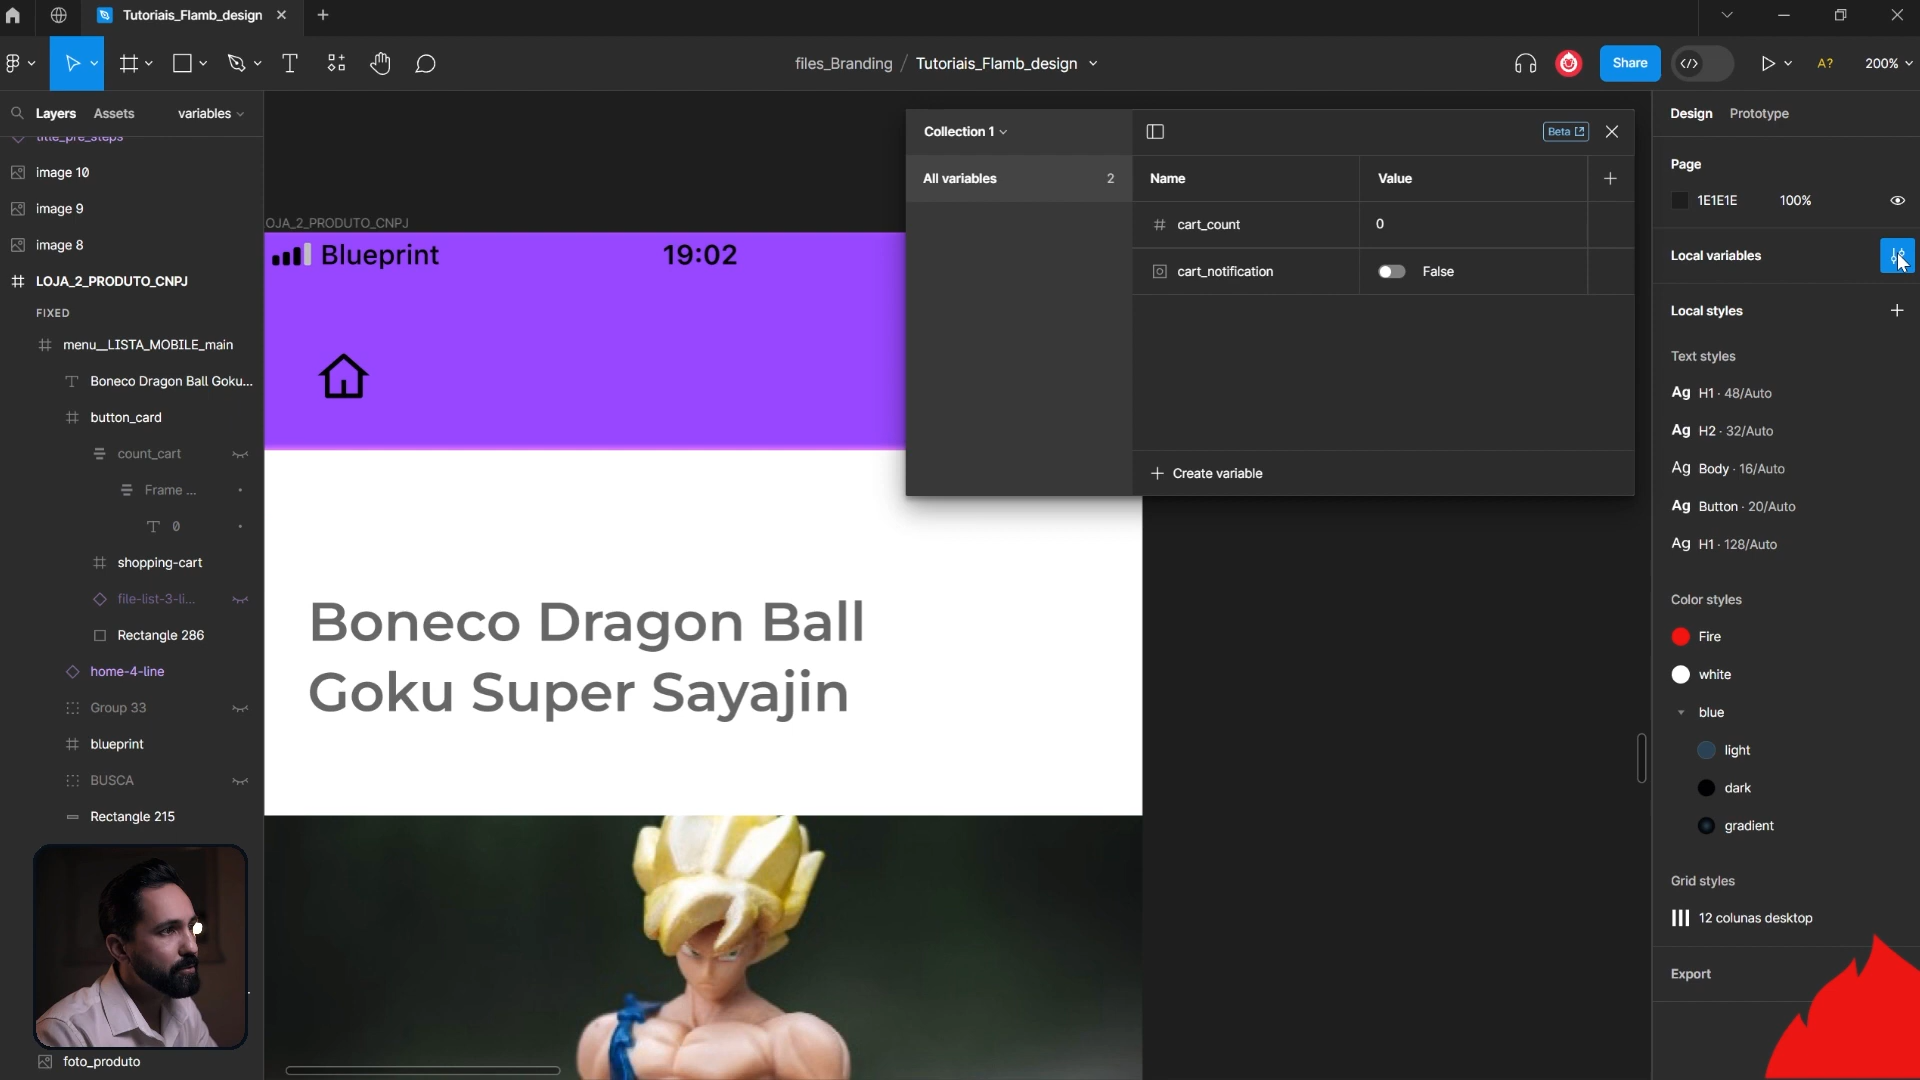 Tutoriais_Flamb_design
files_Branding / Tutoriais_Flamb_design
Share
A?
200%
Layers
Assets
variables
title_pre_steps
image 10
image 9
image 8
LOJA_2_PRODUTO_CNPJ
FIXED
menu__LISTA_MOBILE_main
Boneco Dragon Ball Goku...
button_card
count_cart
Frame ...
0
shopping-cart
file-list-3-li...
Rectangle 286
home-4-line
Group 33
blueprint
BUSCA
Rectangle 215
foto_produto
OJA_2_PRODUTO_CNPJ
Blueprint
19:02
Boneco Dragon Ball
Goku Super Sayajin
Collection 1
Beta
All variables 2
Name
Value
cart_count
0
cart_notification
False
Create variable
Design
Prototype
Page
1E1E1E
100%
Local variables
Local styles
Text styles
Ag H1 · 48/Auto
Ag H2 · 32/Auto
Ag Body · 16/Auto
Ag Button · 20/Auto
Ag H1 · 128/Auto
Color styles
Fire
white
blue
light
dark
gradient
Grid styles
12 colunas desktop
Export